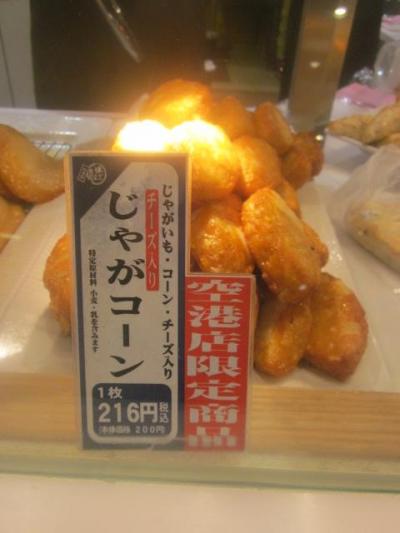 じゃがいも・コーン・チーズ入り
チーズ入り
じゃがコーン
特定原材料 小麦・乳を含みます
1枚
216円税込
(本体価格 200円)
空港店限定商品